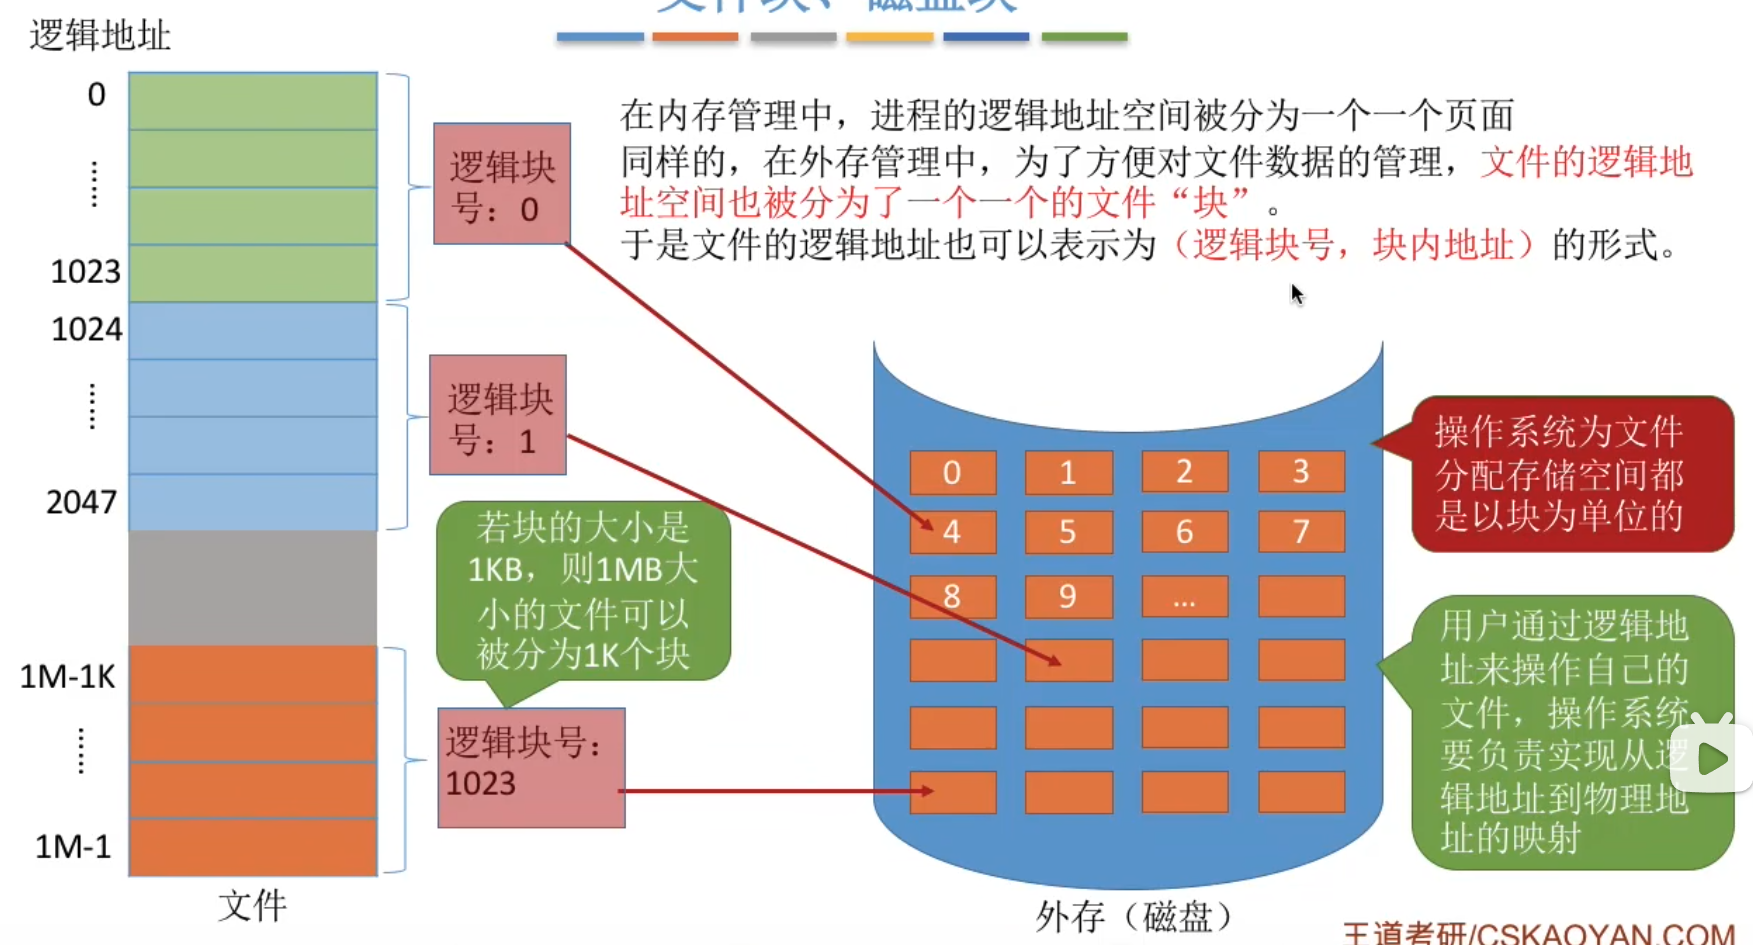 文件块、磁盘块
逻辑地址
0
1023
1024
2047
1M-1K
1M-1
文件
逻辑块
号：0
逻辑块
号：1
若块的大小是
1KB，则1MB大
小的文件可以
被分为1K个块
逻辑块号：
1023
在内存管理中，进程的逻辑地址空间被分为一个一个页面
同样的，在外存管理中，为了方便对文件数据的管理，文件的逻辑地
址空间也被分为了一个一个的文件“块”。
于是文件的逻辑地址也可以表示为（逻辑块号，块内地址）的形式。
0 1 2 3
4 5 6 7
8 9 ...
外存（磁盘）
操作系统为文件
分配存储空间都
是以块为单位的
用户通过逻辑地
址来操作自己的
文件，操作系统
要负责实现从逻
辑地址到物理地
址的映射
王道考研/CSKAOYAN.COM